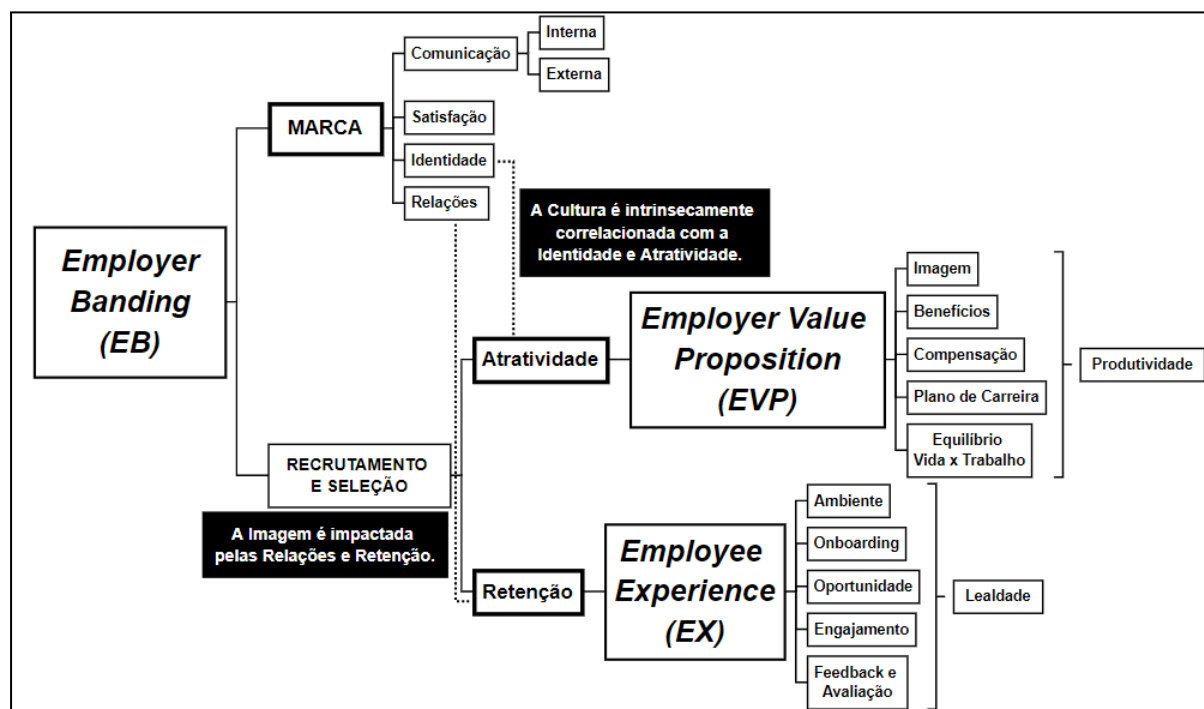 Employer
Banding
(EB)
MARCA
Comunicação
Interna
Externa
Satisfação
Identidade
Relações
A Cultura é intrinsecamente
correlacionada com a
Identidade e Atratividade.
RECRUTAMENTO
E SELEÇÃO
A Imagem é impactada
pelas Relações e Retenção.
Atratividade
Employer Value
Proposition
(EVP)
Imagem
Benefícios
Compensação
Plano de Carreira
Equilíbrio
Vida x Trabalho
Produtividade
Retenção
Employee
Experience
(EX)
Ambiente
Onboarding
Oportunidade
Engajamento
Feedback e
Avaliação
Lealdade